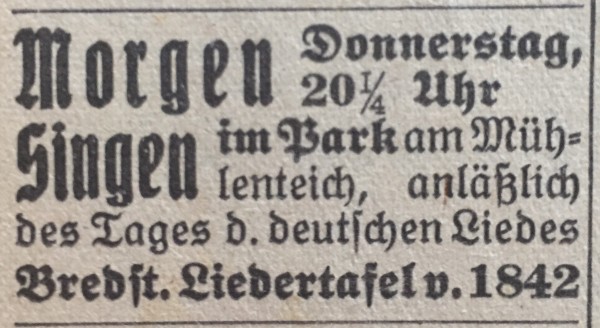 Morgen Donnerstag,
20¼ Uhr
Singen im Park am Müh-
lenteich, anläßlich
des Tages d. deutschen Liedes
Bredst. Liedertafel v. 1842